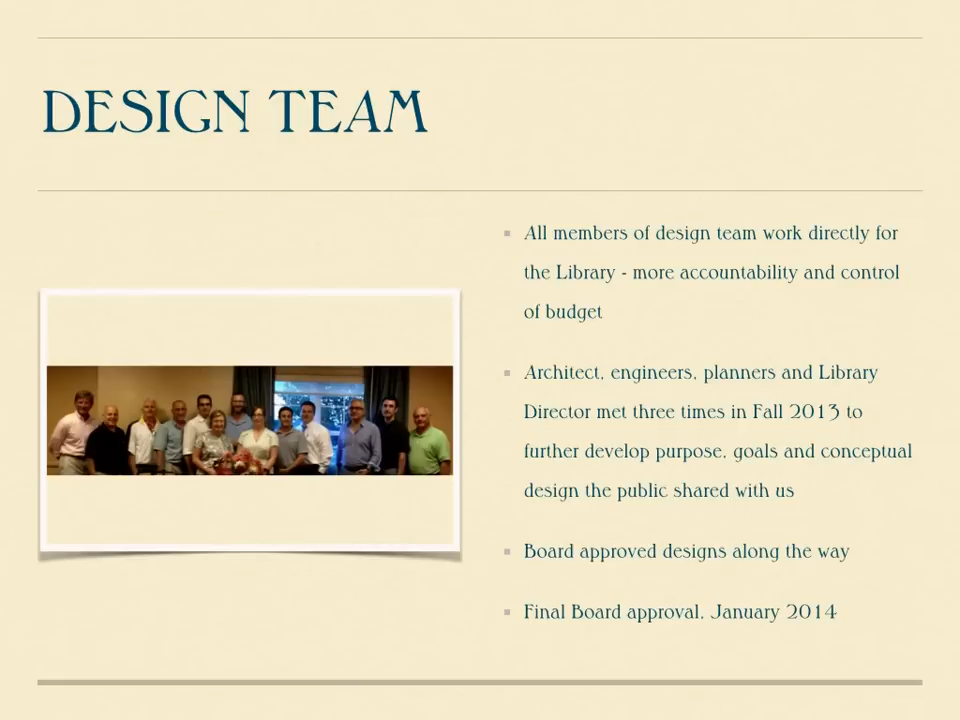 DESIGN TEAM
All members of design team work directly for
the Library - more accountability and control
of budget
Architect, engineers, planners and Library
Director met three times in Fall 2013 to
further develop purpose, goals and conceptual
design the public shared with us
Board approved designs along the way
Final Board approval, January 2014